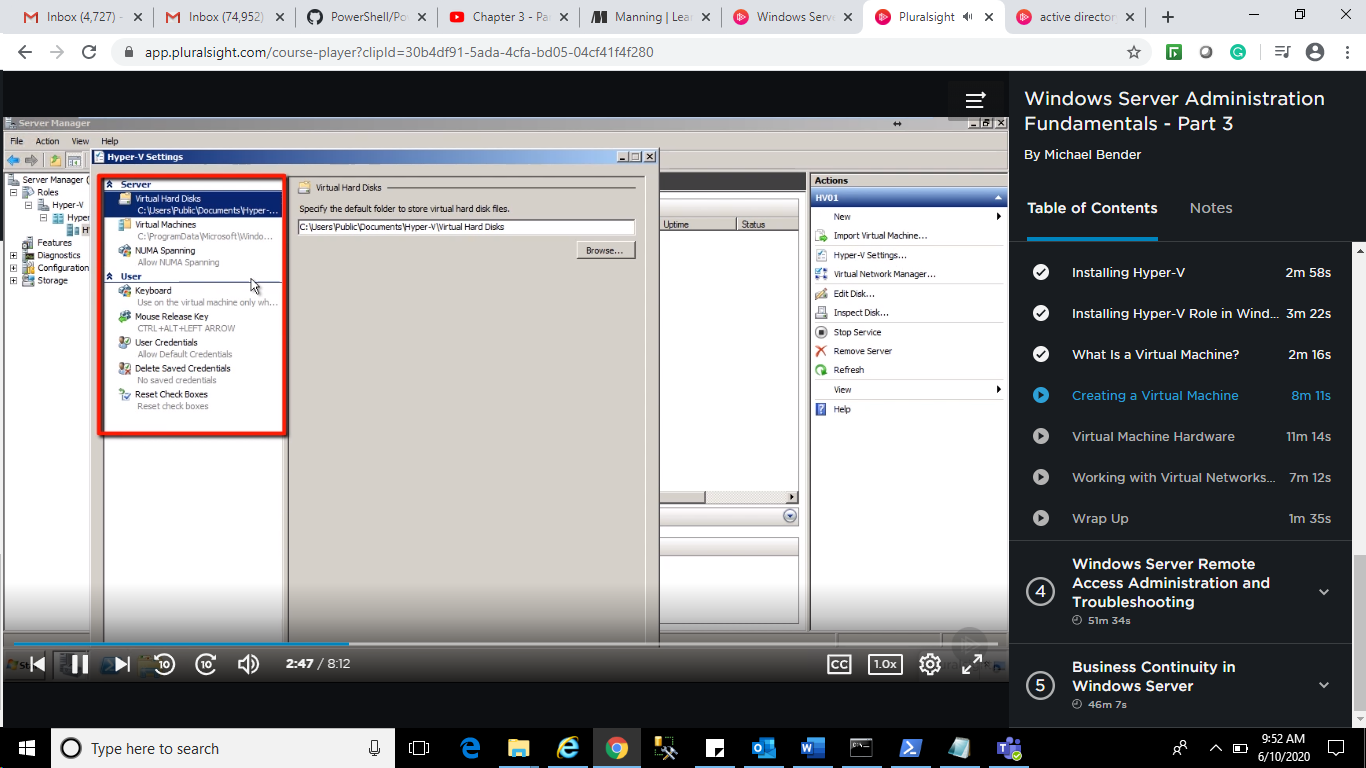 Inbox (4,727) -
Inbox (74,952)
PowerShell/Po
Chapter 3 - Pa
Manning | Lea
Windows Serve
Pluralsight
active director
app.pluralsight.com/course-player?clipId=30b4df91-5ada-4cfa-bd05-04cf41f4f280
Server Manager
File Action View Help
Server Manager (
Roles
Hyper-V
Hyper
H
Features
Diagnostics
Configuration
Storage
Hyper-V Settings
Server
Virtual Hard Disks
C:\Users\Public\Documents\Hyper-...
Virtual Machines
C:\ProgramData\Microsoft\Windo...
NUMA Spanning
Allow NUMA Spanning
User
Keyboard
Use on the virtual machine only wh...
Mouse Release Key
CTRL+ALT+LEFT ARROW
User Credentials
Allow Default Credentials
Delete Saved Credentials
No saved credentials
Reset Check Boxes
Reset check boxes
Virtual Hard Disks
Specify the default folder to store virtual hard disk files.
C:\Users\Public\Documents\Hyper-V\Virtual Hard Disks
Browse...
Uptime Status
Actions
HV01
New
Import Virtual Machine...
Hyper-V Settings...
Virtual Network Manager...
Edit Disk...
Inspect Disk...
Stop Service
Remove Server
Refresh
View
Help
10
10
2:47 / 8:12
CC
1.0x
Windows Server Administration
Fundamentals - Part 3
By Michael Bender
Table of Contents Notes
Installing Hyper-V 2m 58s
Installing Hyper-V Role in Wind... 3m 22s
What Is a Virtual Machine? 2m 16s
Creating a Virtual Machine 8m 11s
Virtual Machine Hardware 11m 14s
Working with Virtual Networks... 7m 12s
Wrap Up 1m 35s
4
Windows Server Remote
Access Administration and
Troubleshooting
51m 34s
5
Business Continuity in
Windows Server
46m 7s
Type here to search
9:52 AM
6/10/2020